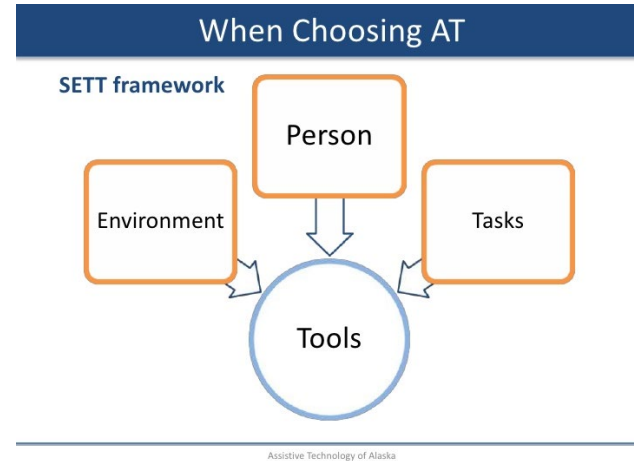 When Choosing AT
SETT framework
Person
Environment
Tasks
Tools
Assistive Technology of Alaska